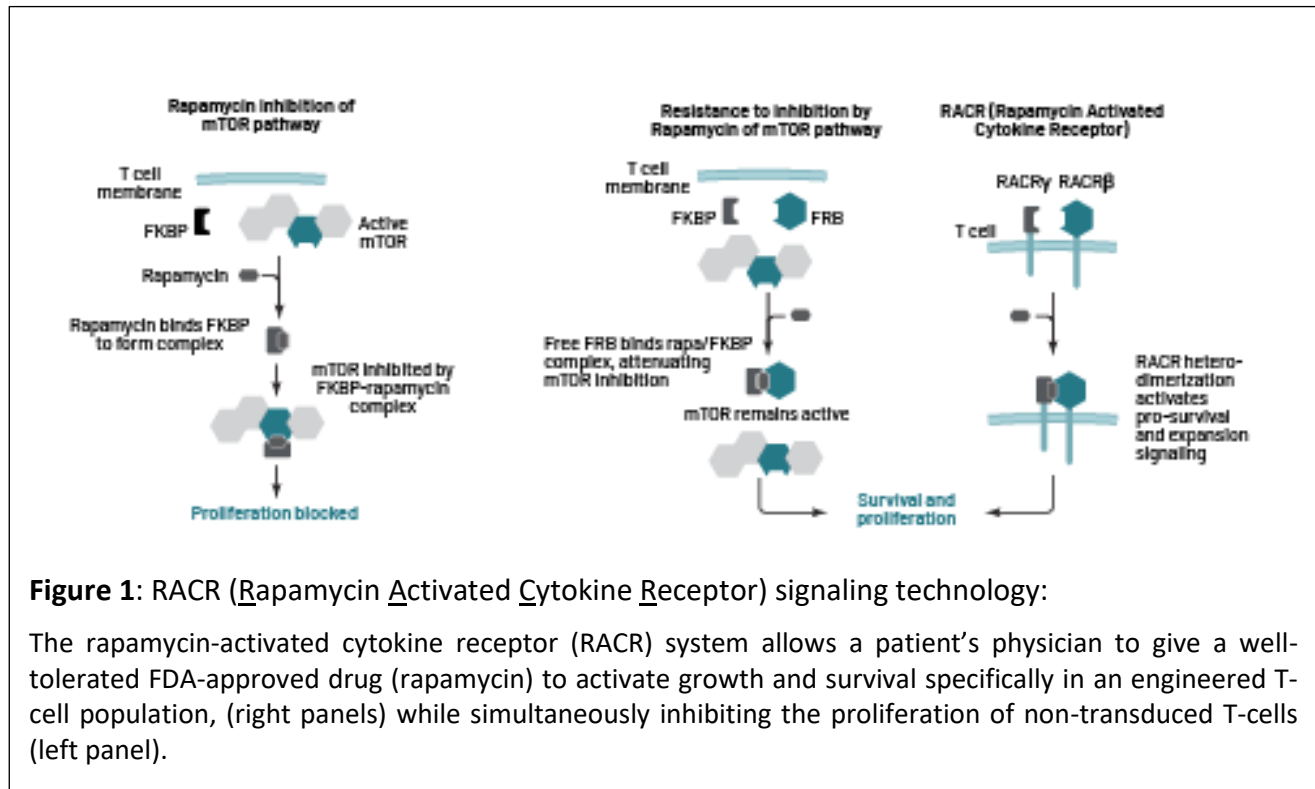 Rapamycin inhibition of
mTOR pathway
T cell
membrane
FKBP
Active
mTOR
Rapamycin
Rapamycin binds FKBP
to form complex
mTOR inhibited by
FKBP-rapamycin
complex
Proliferation blocked
Resistance to inhibition by
Rapamycin of mTOR pathway
T cell
membrane
FKBP
FRB
Free FRB binds rapa/FKBP
complex, attenuating
mTOR inhibition
mTOR remains active
RACR (Rapamycin Activated
Cytokine Receptor)
RACRγ RACRβ
T cell
RACR hetero-
dimerization
activates
pro-survival
and expansion
signaling
Survival and
proliferation
Figure 1: RACR (Rapamycin Activated Cytokine Receptor) signaling technology:
The rapamycin-activated cytokine receptor (RACR) system allows a patient’s physician to give a well-
tolerated FDA-approved drug (rapamycin) to activate growth and survival specifically in an engineered T-
cell population, (right panels) while simultaneously inhibiting the proliferation of non-transduced T-cells
(left panel).